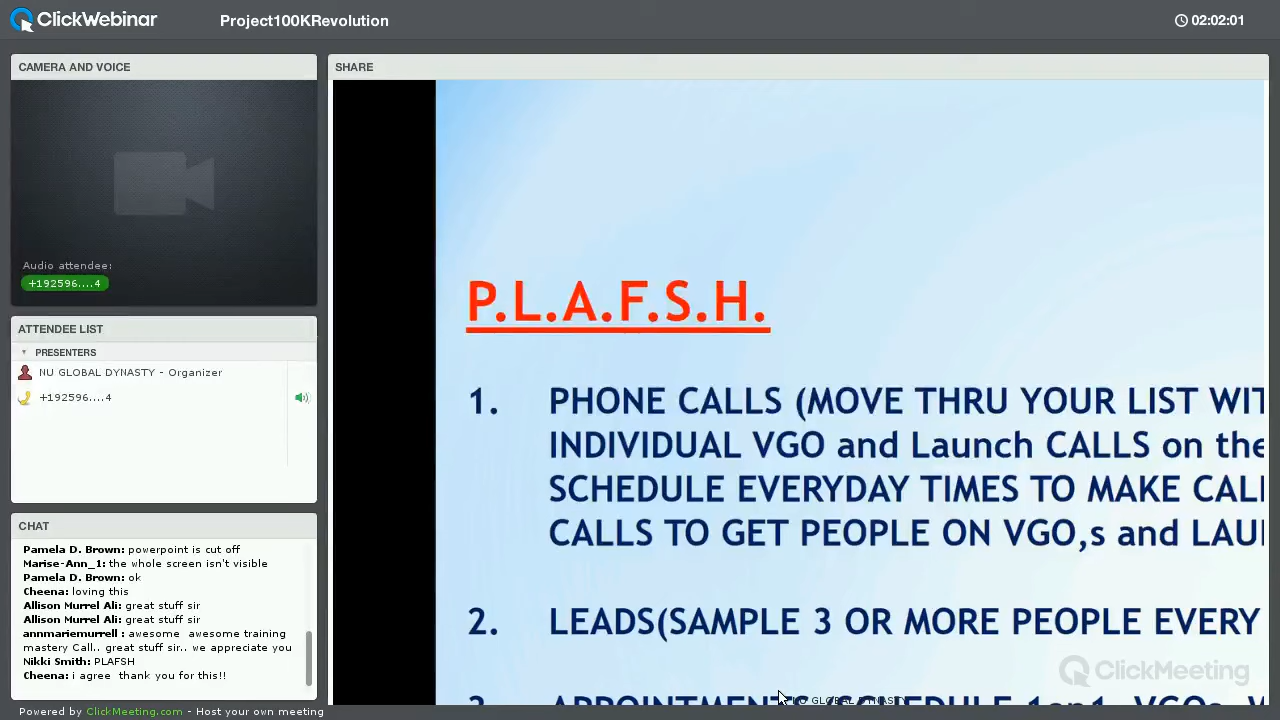 ClickWebinar
Project100KRevolution
02:02:01
CAMERA AND VOICE
Audio attendee:
+192596....4
ATTENDEE LIST
PRESENTERS
NU GLOBAL DYNASTY - Organizer
+192596....4
CHAT
Pamela D. Brown: powerpoint is cut off
Marise-Ann_1: the whole screen isn't visible
Pamela D. Brown: ok
Cheena: loving this
Allison Murrel Ali: great stuff sir
Allison Murrel Ali: great stuff sir
annmariemurrell : awesome awesome training
mastery Call.. great stuff sir.. we appreciate you
Nikki Smith: PLAFSH
Cheena: i agree thank you for this!!
SHARE
P.L.A.F.S.H.
1. PHONE CALLS (MOVE THRU YOUR LIST WIT
INDIVIDUAL VGO and Launch CALLS on the
SCHEDULE EVERYDAY TIMES TO MAKE CAL
CALLS TO GET PEOPLE ON VGO,s and LAU
2. LEADS(SAMPLE 3 OR MORE PEOPLE EVERY
ClickMeeting
NU GLOBAL DYNASTY
Powered by ClickMeeting.com - Host your own meeting